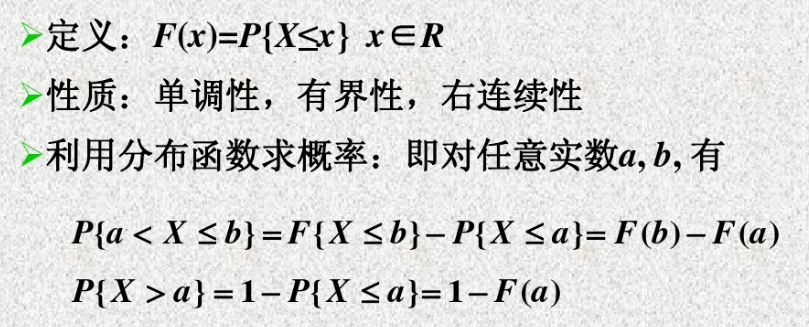 ➢定义：F(x)=P{X≤x} x∈R
➢性质：单调性，有界性，右连续性
➢利用分布函数求概率：即对任意实数a, b, 有
P{a < X ≤ b} = F{X ≤ b} − P{X ≤ a}= F(b) − F(a)
P{X > a} = 1 − P{X ≤ a}= 1 − F(a)